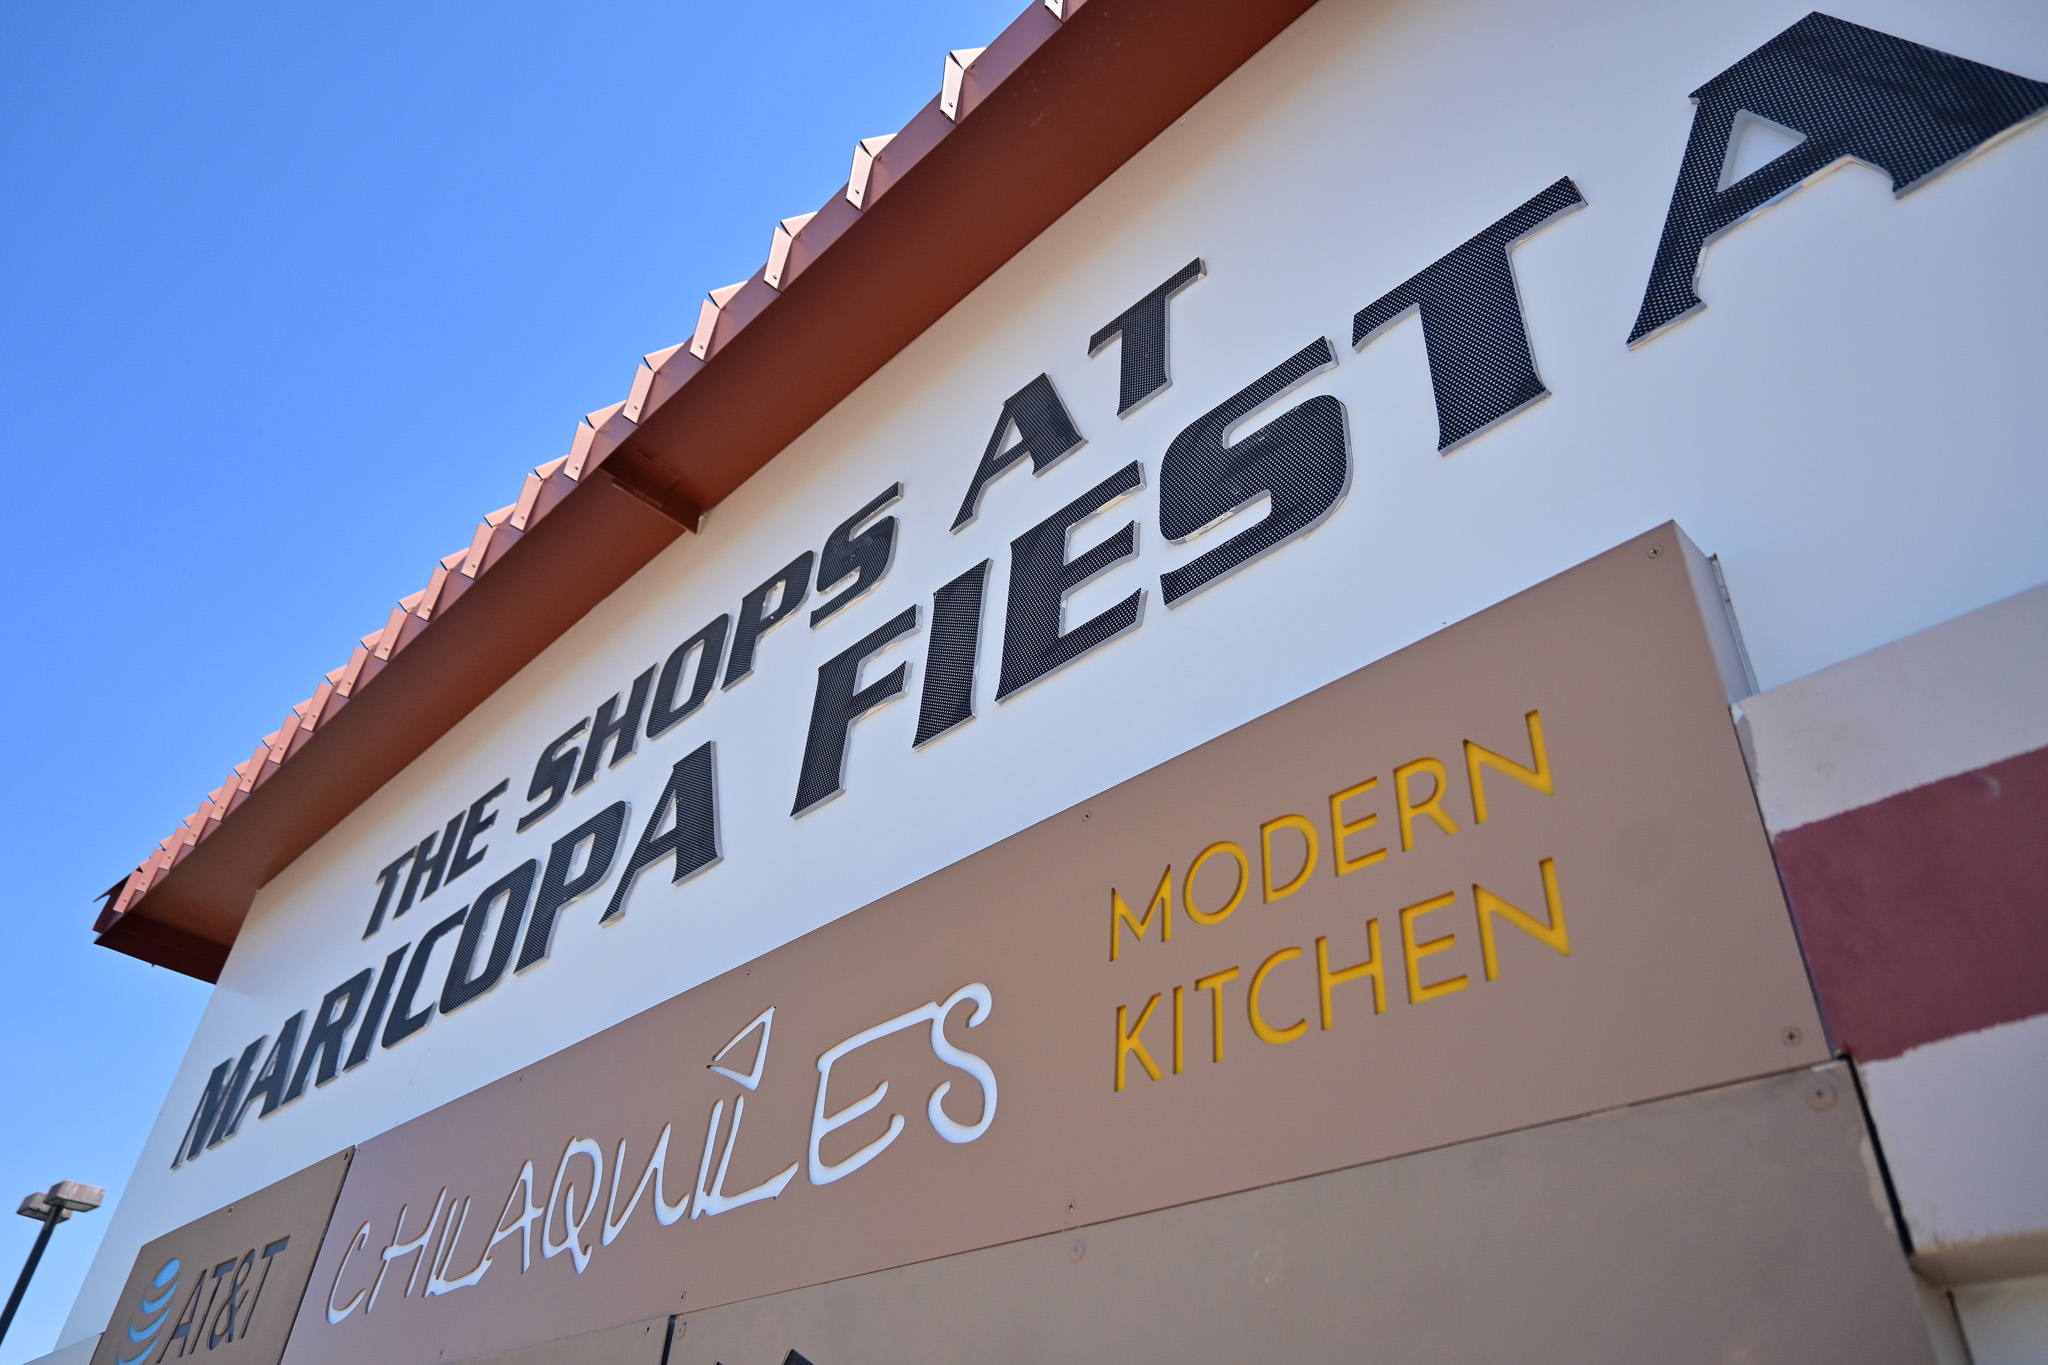 THE SHOPS AT
MARICOPA FIESTA
AT&T
CHILAQUILES
MODERN
KITCHEN